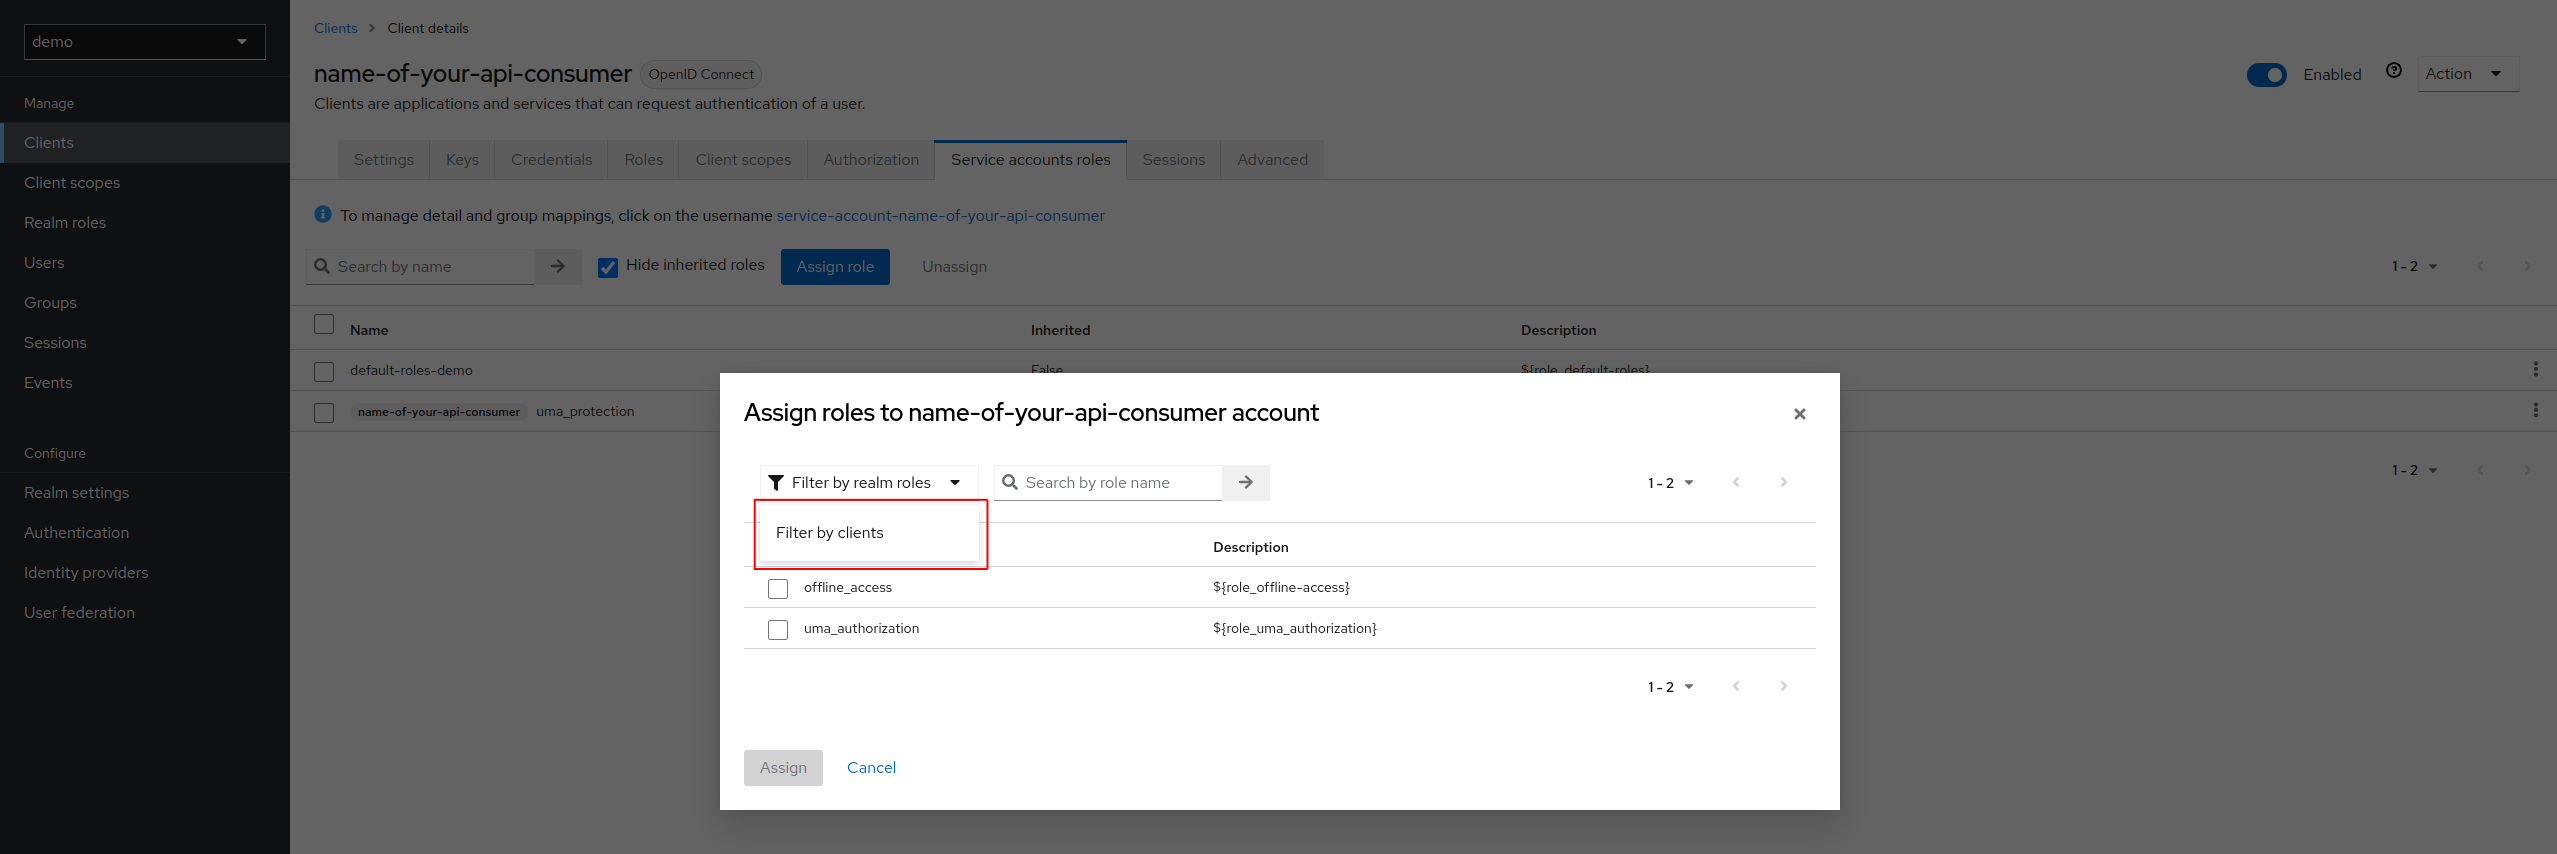 demo
Manage
Clients
Client scopes
Realm roles
Users
Groups
Sessions
Events
Configure
Realm settings
Authentication
Identity providers
User federation
Clients > Client details
name-of-your-api-consumer OpenID Connect
Enabled Action
Clients are applications and services that can request authentication of a user.
Settings Keys Credentials Roles Client scopes Authorization Service accounts roles Sessions Advanced
To manage detail and group mappings, click on the username service-account-name-of-your-api-consumer
Search by name Hide inherited roles Assign role Unassign 1 - 2
Name Inherited Description
default-roles-demo False ${role_default-roles}
name-of-your-api-consumer uma_protection
1 - 2
Assign roles to name-of-your-api-consumer account
Filter by realm roles Search by role name 1 - 2
Filter by clients
Description
offline_access ${role_offline-access}
uma_authorization ${role_uma_authorization}
1 - 2
Assign Cancel